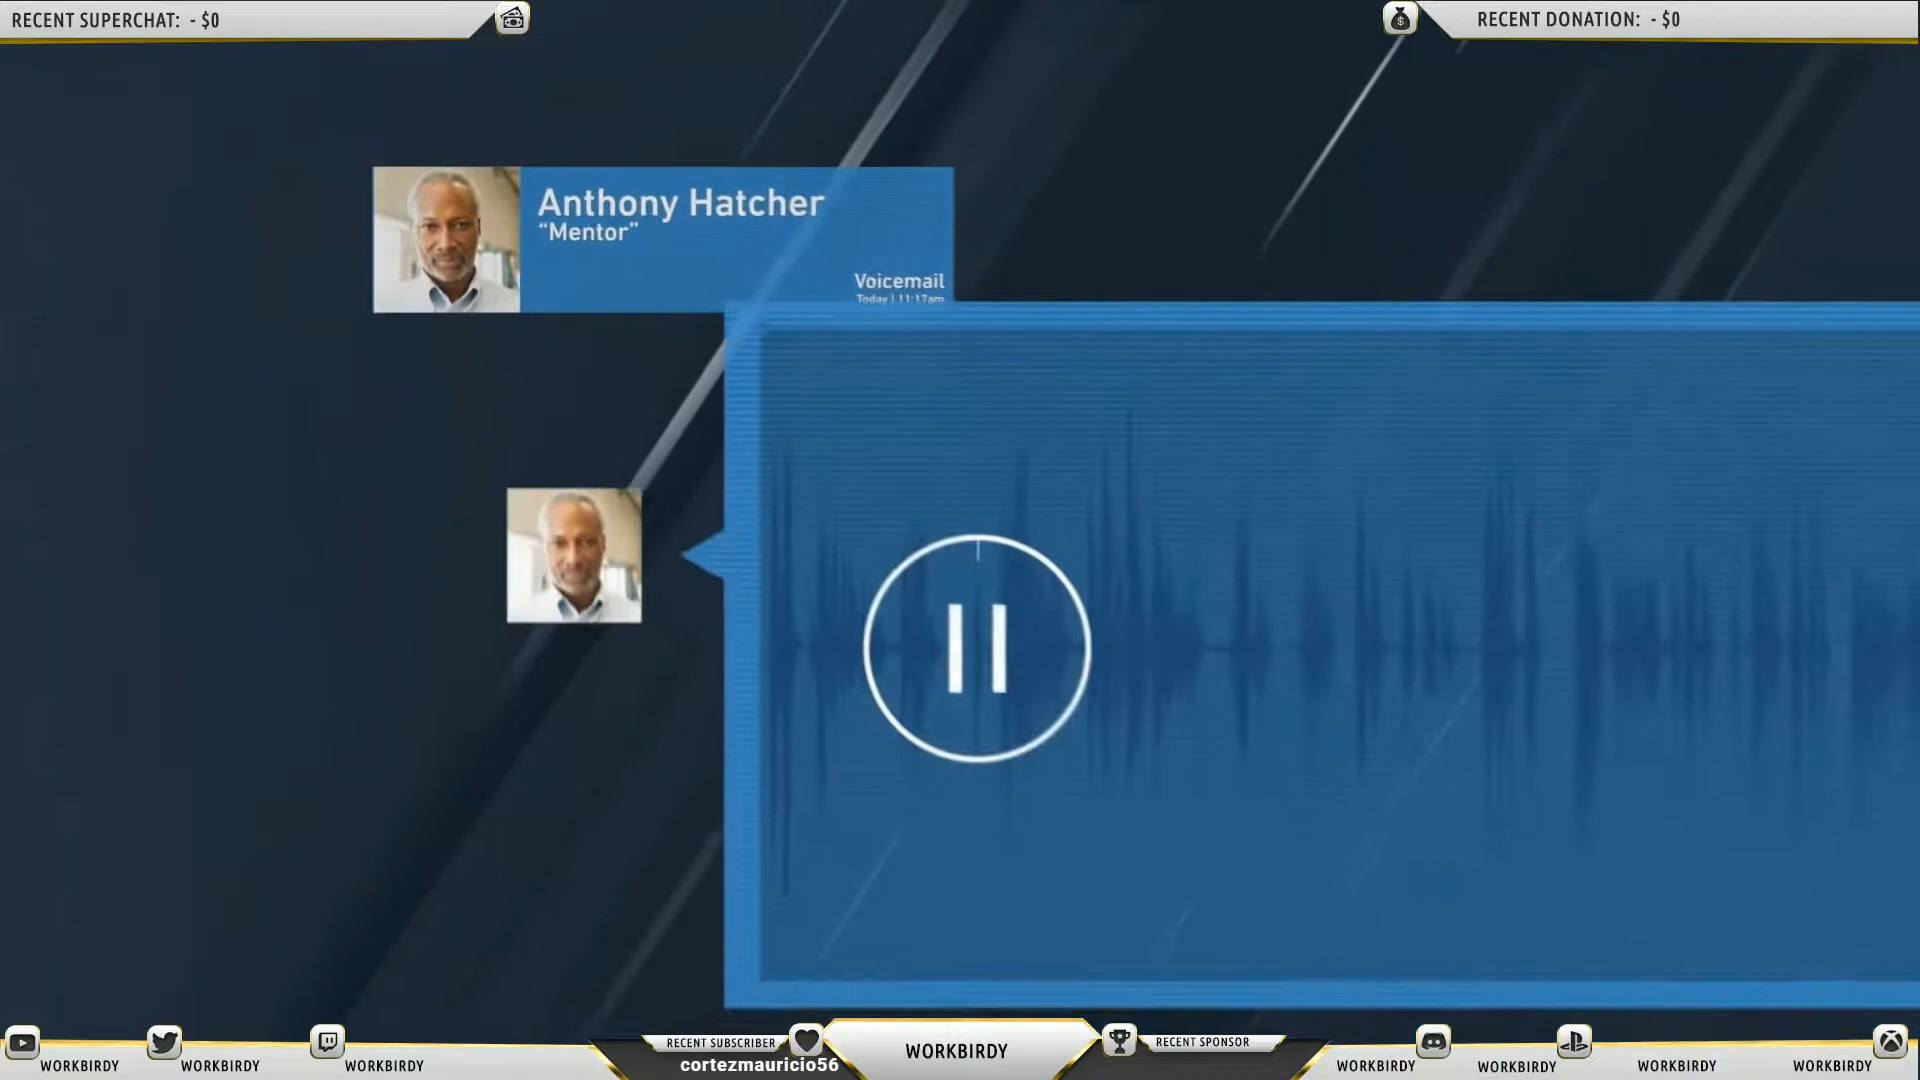 RECENT SUPERCHAT: - $0
RECENT DONATION: - $0
Anthony Hatcher
“Mentor”
Voicemail
Today | 11:17am
RECENT SUBSCRIBER
cortezmauricio56
WORKBIRDY
RECENT SPONSOR
WORKBIRDY
WORKBIRDY
WORKBIRDY
WORKBIRDY
WORKBIRDY
WORKBIRDY
WORKBIRDY